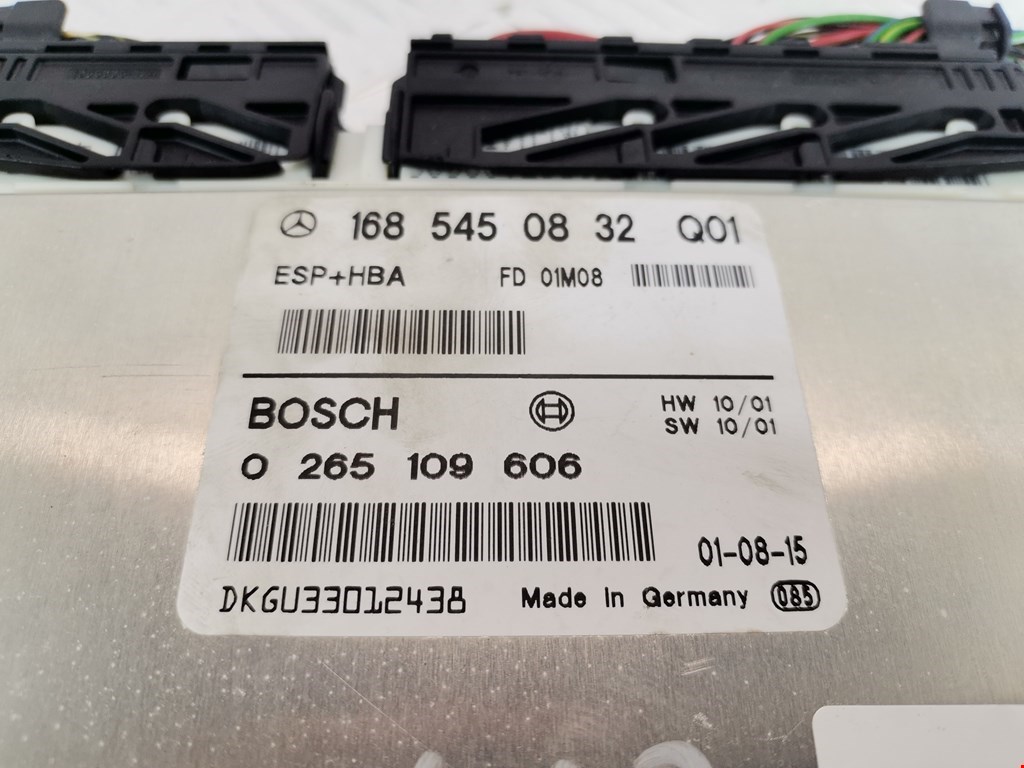 168 545 08 32 Q01
ESP+HBA FD 01M08
BOSCH HW 10/01
SW 10/01
0 265 109 606
01-08-15
DKGU33012438 Made In Germany 085